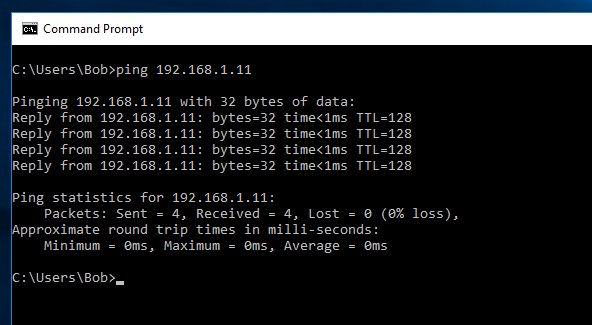 Command Prompt
C:\Users\Bob>ping 192.168.1.11
Pinging 192.168.1.11 with 32 bytes of data:
Reply from 192.168.1.11: bytes=32 time<1ms TTL=128
Reply from 192.168.1.11: bytes=32 time<1ms TTL=128
Reply from 192.168.1.11: bytes=32 time<1ms TTL=128
Reply from 192.168.1.11: bytes=32 time<1ms TTL=128
Ping statistics for 192.168.1.11:
    Packets: Sent = 4, Received = 4, Lost = 0 (0% loss),
Approximate round trip times in milli-seconds:
    Minimum = 0ms, Maximum = 0ms, Average = 0ms
C:\Users\Bob>